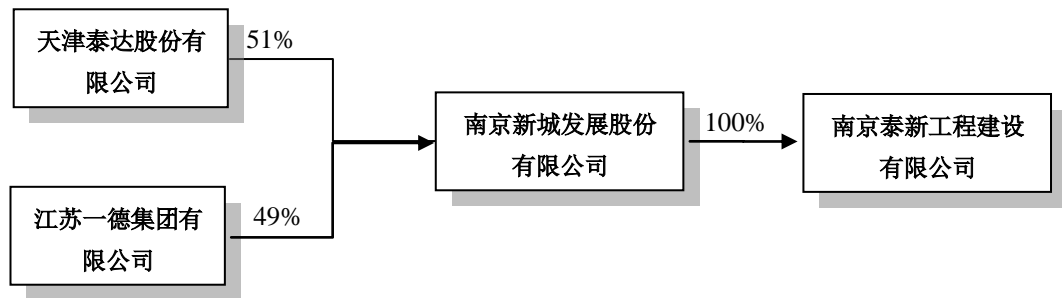 天津泰达股份有
限公司
51%
江苏一德集团有
限公司
49%
南京新城发展股份
有限公司
100%
南京泰新工程建设
有限公司